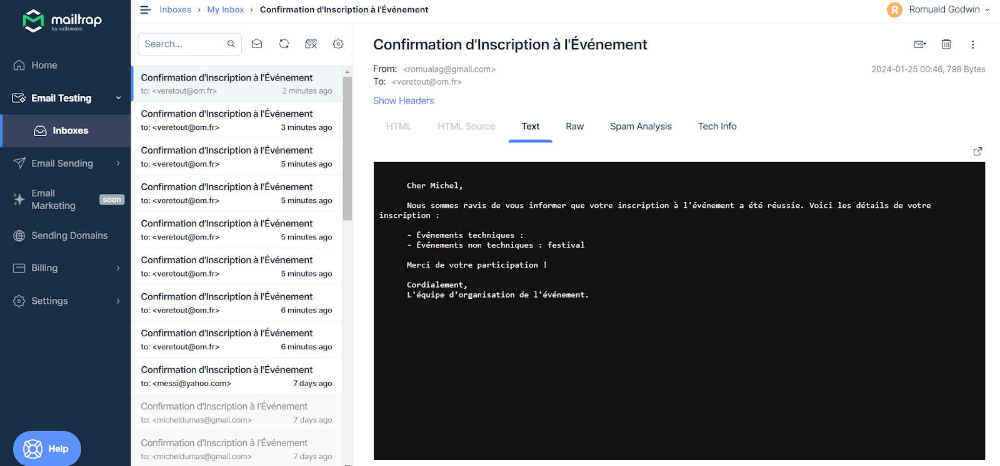 mailtrap
by railsware
Home
Email Testing
Inboxes
Email Sending
Email
Marketing
soon
Sending Domains
Billing
Settings
Help
Inboxes › My Inbox › Confirmation d'Inscription à l'Événement
R Romuald Godwin
Search...
Confirmation d'Inscription à l'Événement
to: <veretout@om.fr> 2 minutes ago
Confirmation d'Inscription à l'Événement
to: <veretout@om.fr> 3 minutes ago
Confirmation d'Inscription à l'Événement
to: <veretout@om.fr> 5 minutes ago
Confirmation d'Inscription à l'Événement
to: <veretout@om.fr> 5 minutes ago
Confirmation d'Inscription à l'Événement
to: <veretout@om.fr> 5 minutes ago
Confirmation d'Inscription à l'Événement
to: <veretout@om.fr> 5 minutes ago
Confirmation d'Inscription à l'Événement
to: <veretout@om.fr> 6 minutes ago
Confirmation d'Inscription à l'Événement
to: <veretout@om.fr> 6 minutes ago
Confirmation d'Inscription à l'Événement
to: <messi@yahoo.com> 7 days ago
Confirmation d'Inscription à l'Événement
to: <micheldumas@gmail.com> 7 days ago
Confirmation d'Inscription à l'Événement
to: <micheldumas@gmail.com> 7 days ago
Confirmation d'Inscription à l'Événement
From: <romualag@gmail.com> 2024-01-25 00:46, 798 Bytes
To: <veretout@om.fr>
Show Headers
HTML HTML Source Text Raw Spam Analysis Tech Info
Cher Michel,
Nous sommes ravis de vous informer que votre inscription à l'événement a été réussie. Voici les détails de votre
inscription :
- Événements techniques :
- Événements non techniques : festival
Merci de votre participation !
Cordialement,
L'équipe d'organisation de l'événement.